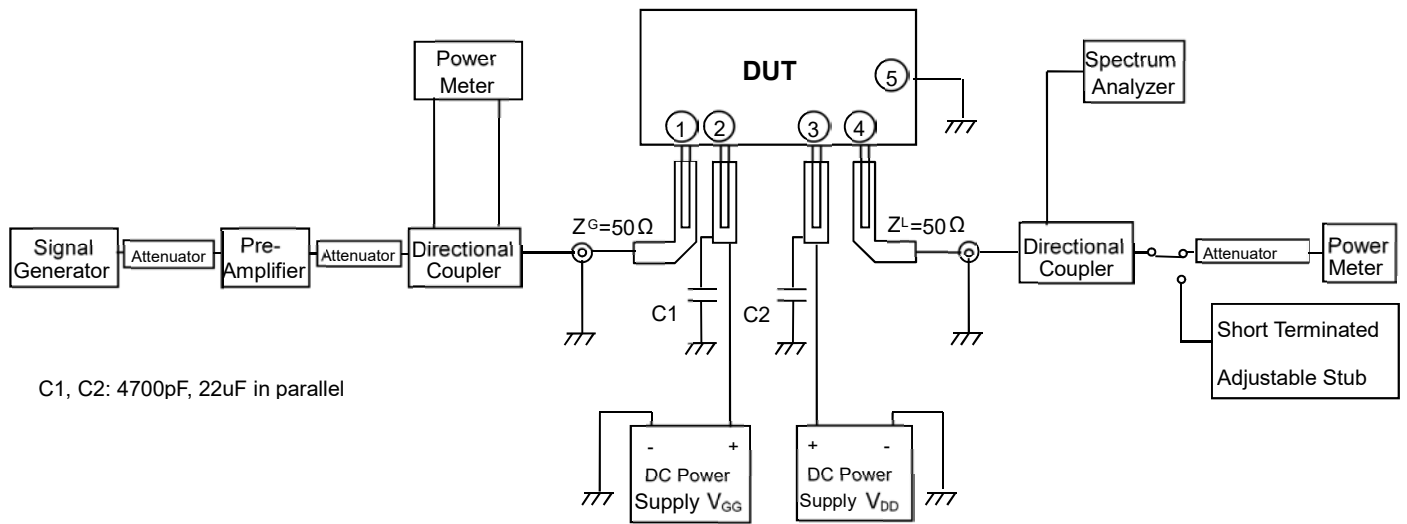 Power
Meter
DUT
5
Spectrum
Analyzer
1
2
3
4
Signal
Generator
Attenuator
Pre-
Amplifier
Attenuator
Directional
Coupler
ZG=50Ω
ZL=50Ω
Directional
Coupler
Attenuator
Power
Meter
C1
C2
Short Terminated
Adjustable Stub
C1, C2: 4700pF, 22uF in parallel
- +
DC Power
Supply VGG
+ -
DC Power
Supply VDD